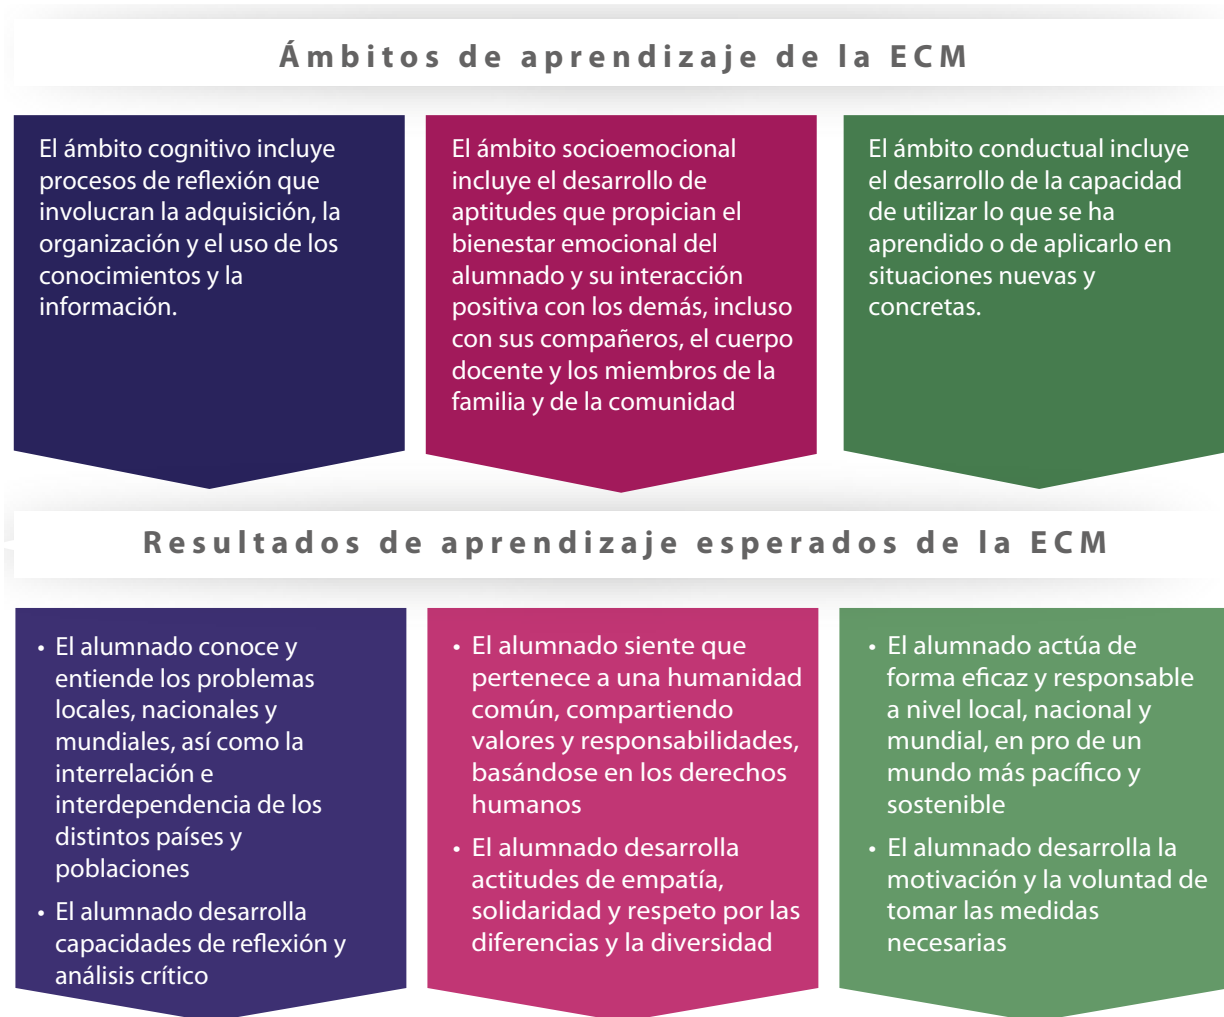 Ámbitos de aprendizaje de la ECM
El ámbito cognitivo incluye
procesos de reflexión que
involucran la adquisición, la
organización y el uso de los
conocimientos y la
información.
El ámbito socioemocional
incluye el desarrollo de
aptitudes que propician el
bienestar emocional del
alumnado y su interacción
positiva con los demás, incluso
con sus compañeros, el cuerpo
docente y los miembros de la
familia y de la comunidad
El ámbito conductual incluye
el desarrollo de la capacidad
de utilizar lo que se ha
aprendido o de aplicarlo en
situaciones nuevas y
concretas.
Resultados de aprendizaje esperados de la ECM
• El alumnado conoce y
entiende los problemas
locales, nacionales y
mundiales, así como la
interrelación e
interdependencia de los
distintos países y
poblaciones
• El alumnado desarrolla
capacidades de reflexión y
análisis crítico
• El alumnado siente que
pertenece a una humanidad
común, compartiendo
valores y responsabilidades,
basándose en los derechos
humanos
• El alumnado desarrolla
actitudes de empatía,
solidaridad y respeto por las
diferencias y la diversidad
• El alumnado actúa de
forma eficaz y responsable
a nivel local, nacional y
mundial, en pro de un
mundo más pacífico y
sostenible
• El alumnado desarrolla la
motivación y la voluntad de
tomar las medidas
necesarias